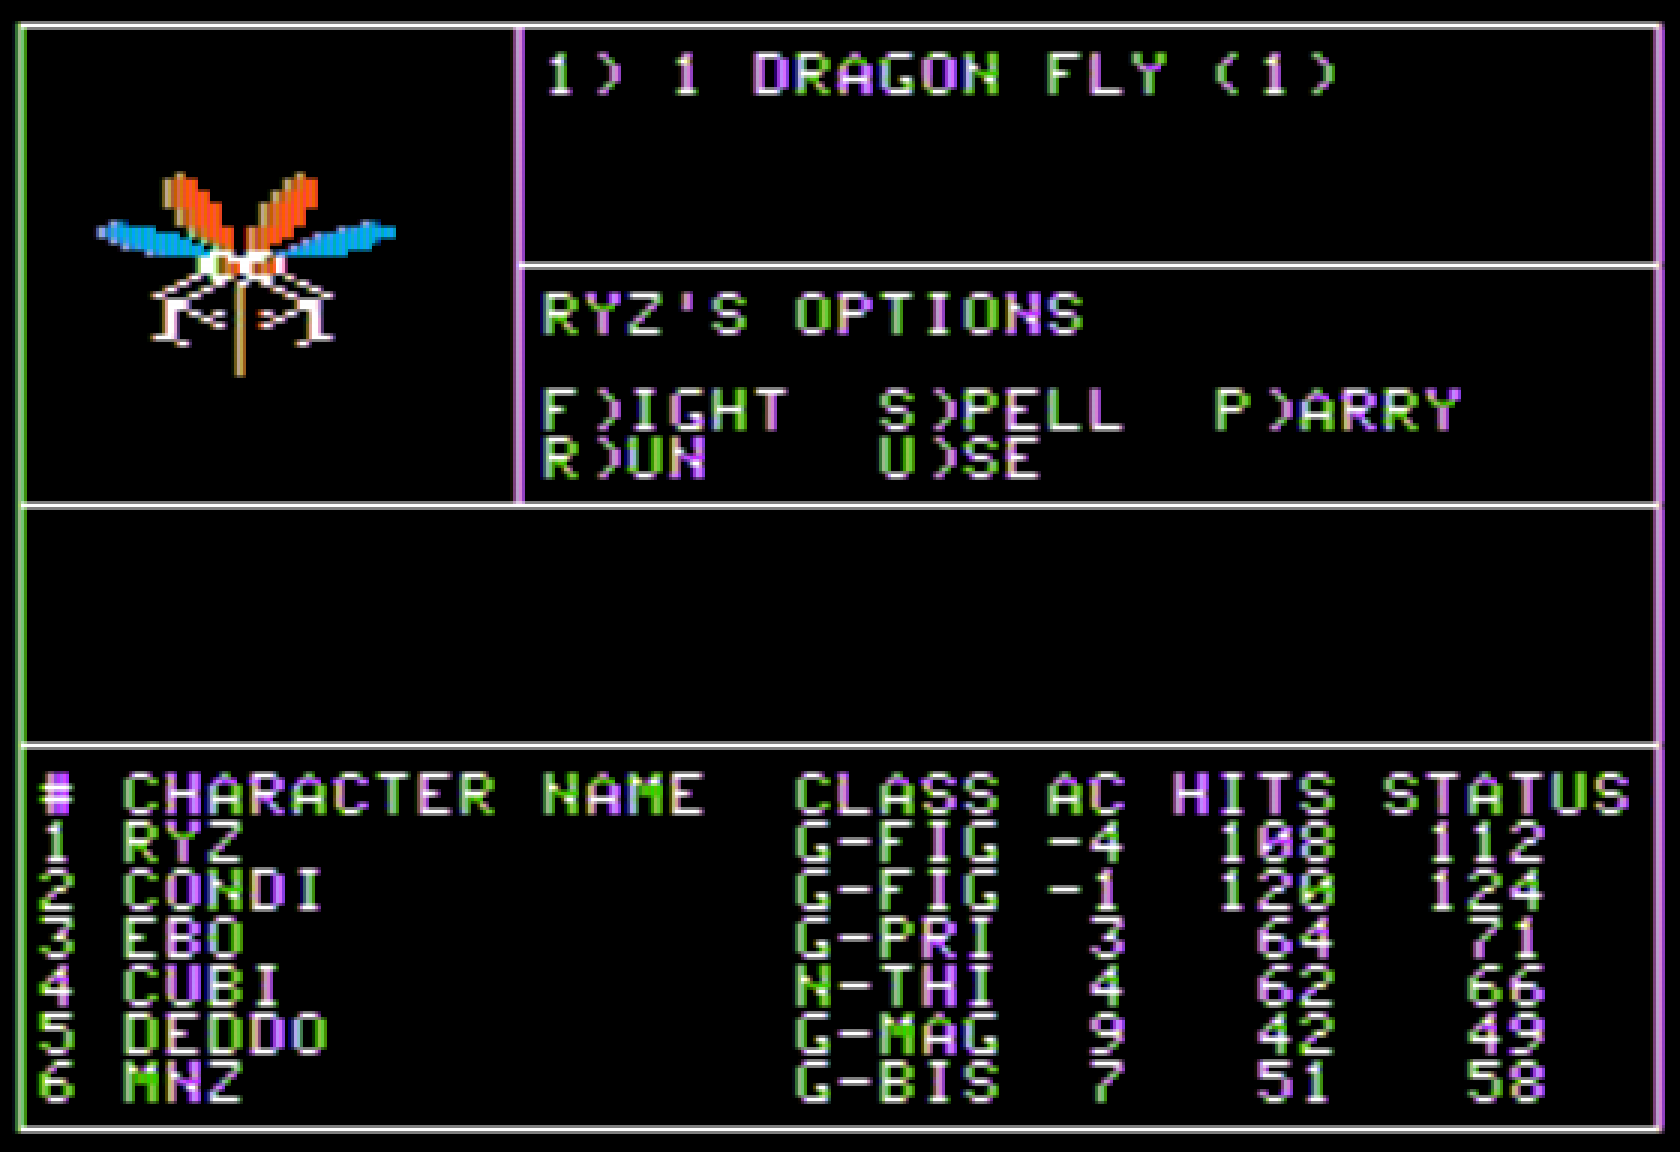 1) 1 DRAGON FLY (1)
RYZ'S OPTIONS
F)IGHT S)PELL P)ARRY
R)UN U)SE
# CHARACTER NAME CLASS AC HITS STATUS
1 RYZ G-FIG -4 108 112
2 CONDI G-FIG -1 120 124
3 EBO G-PRI 3 64 71
4 CUBI N-THI 4 62 66
5 DEDDO G-MAG 9 42 49
6 MNZ G-BIS 7 51 58